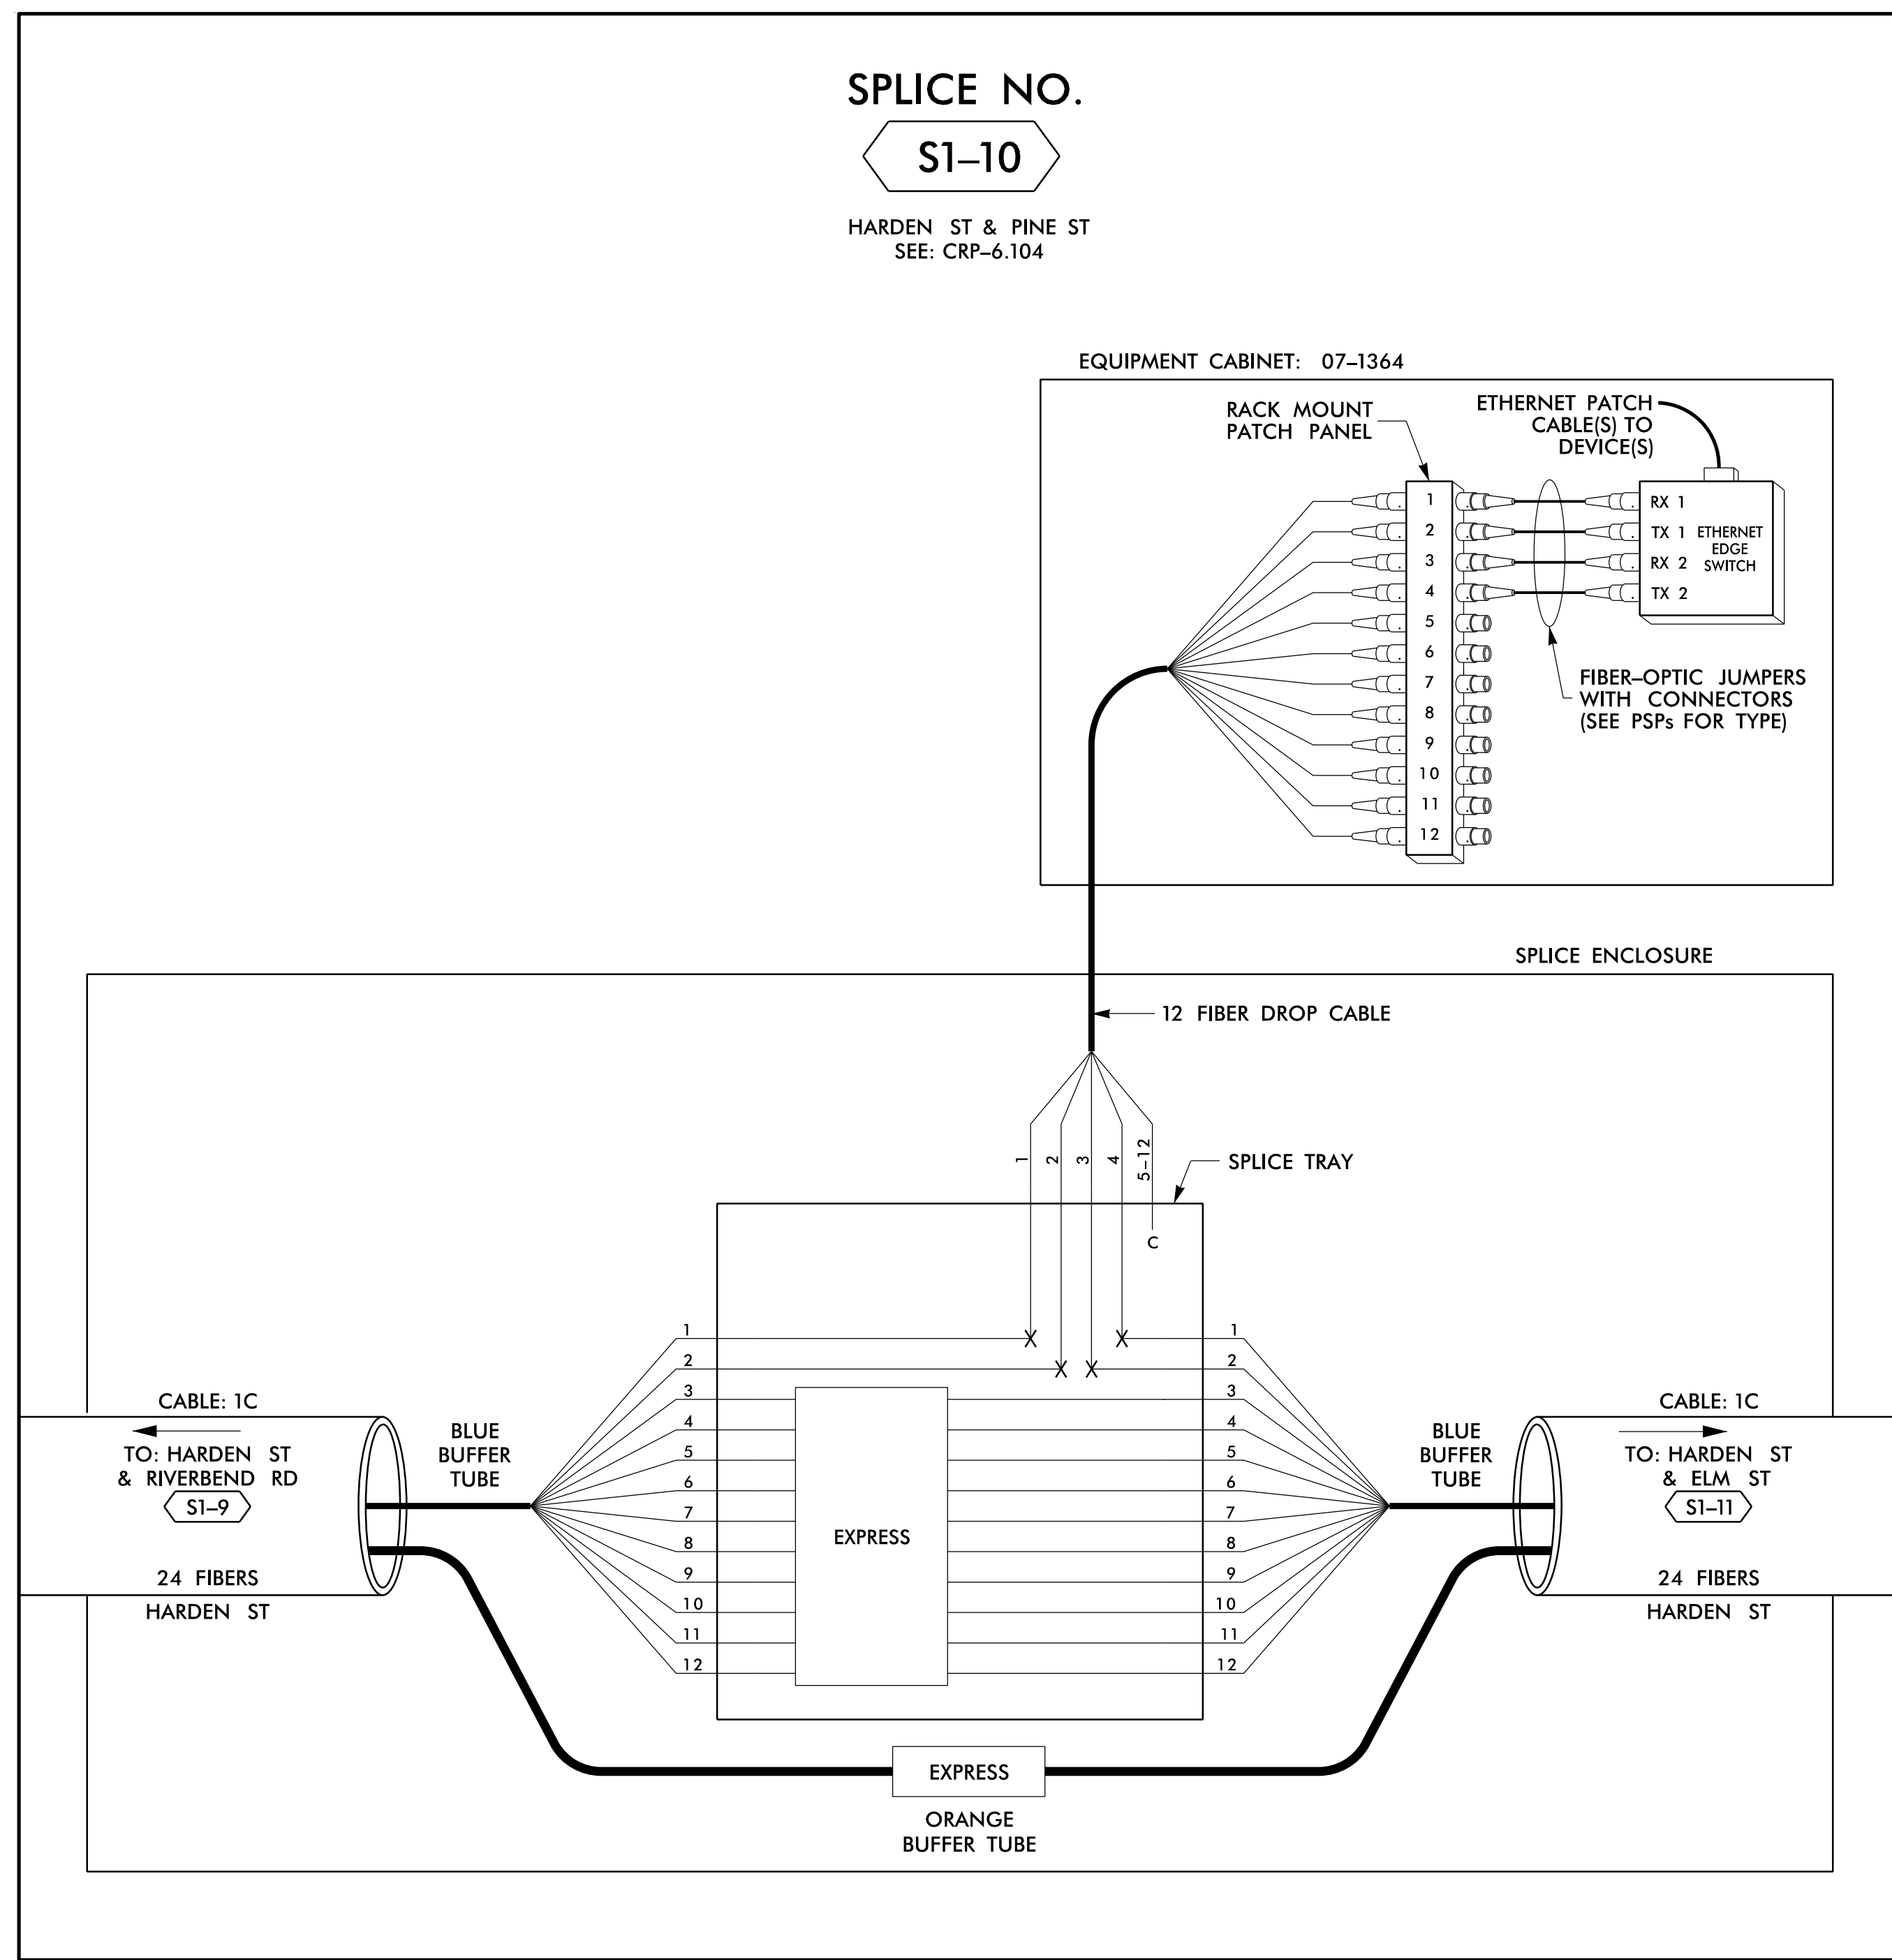 SPLICE NO.
S1–10
HARDEN ST & PINE ST
SEE: CRP–6.104
EQUIPMENT CABINET: 07–1364
RACK MOUNT
PATCH PANEL
ETHERNET PATCH
CABLE(S) TO
DEVICE(S)
1
2
3
4
5
6
7
8
9
10
11
12
RX 1
TX 1
RX 2
TX 2
ETHERNET
EDGE
SWITCH
FIBER–OPTIC JUMPERS
WITH CONNECTORS
(SEE PSPs FOR TYPE)
SPLICE ENCLOSURE
12 FIBER DROP CABLE
1
2
3
4
5–12
SPLICE TRAY
C
CABLE: 1C
TO: HARDEN ST
& RIVERBEND RD
S1–9
24 FIBERS
HARDEN ST
BLUE
BUFFER
TUBE
1
2
3
4
5
6
7
8
9
10
11
12
EXPRESS
1
2
3
4
5
6
7
8
9
10
11
12
BLUE
BUFFER
TUBE
CABLE: 1C
TO: HARDEN ST
& ELM ST
S1–11
24 FIBERS
HARDEN ST
EXPRESS
ORANGE
BUFFER TUBE